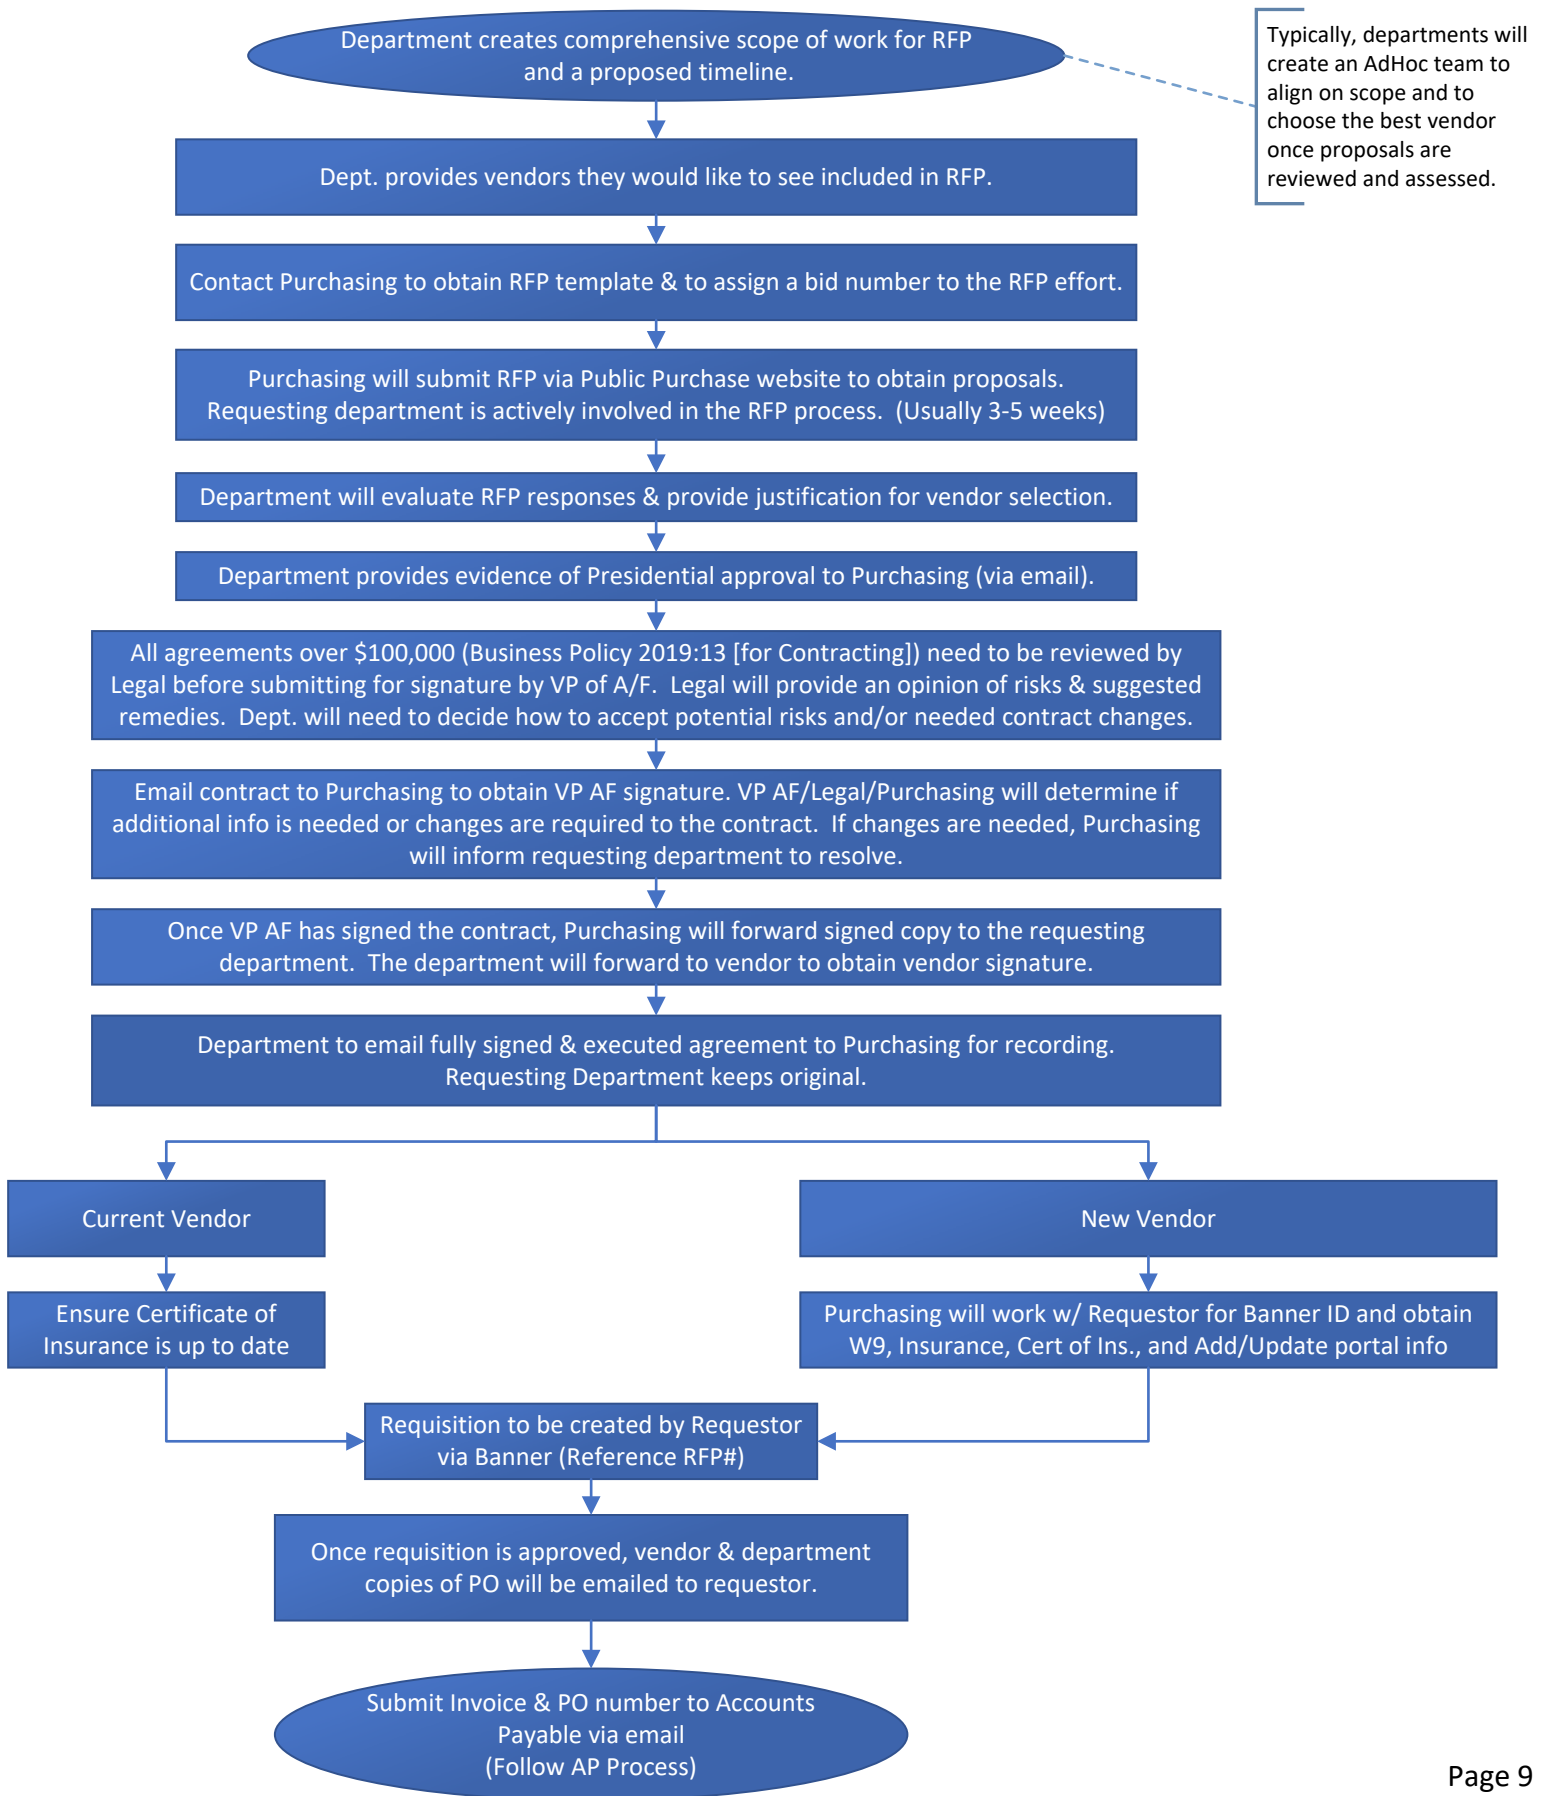 Department creates comprehensive scope of work for RFP
and a proposed timeline.
Typically, departments will
create an AdHoc team to
align on scope and to
choose the best vendor
once proposals are
reviewed and assessed.
Dept. provides vendors they would like to see included in RFP.
Contact Purchasing to obtain RFP template & to assign a bid number to the RFP effort.
Purchasing will submit RFP via Public Purchase website to obtain proposals.
Requesting department is actively involved in the RFP process.  (Usually 3-5 weeks)
Department will evaluate RFP responses & provide justification for vendor selection.
Department provides evidence of Presidential approval to Purchasing (via email).
All agreements over $100,000 (Business Policy 2019:13 [for Contracting]) need to be reviewed by
Legal before submitting for signature by VP of A/F.  Legal will provide an opinion of risks & suggested
remedies.  Dept. will need to decide how to accept potential risks and/or needed contract changes.
Email contract to Purchasing to obtain VP AF signature. VP AF/Legal/Purchasing will determine if
additional info is needed or changes are required to the contract.  If changes are needed, Purchasing
will inform requesting department to resolve.
Once VP AF has signed the contract, Purchasing will forward signed copy to the requesting
department.  The department will forward to vendor to obtain vendor signature.
Department to email fully signed & executed agreement to Purchasing for recording.
Requesting Department keeps original.
Current Vendor
New Vendor
Ensure Certificate of
Insurance is up to date
Purchasing will work w/ Requestor for Banner ID and obtain
W9, Insurance, Cert of Ins., and Add/Update portal info
Requisition to be created by Requestor
via Banner (Reference RFP#)
Once requisition is approved, vendor & department
copies of PO will be emailed to requestor.
Submit Invoice & PO number to Accounts
Payable via email
(Follow AP Process)
Page 9